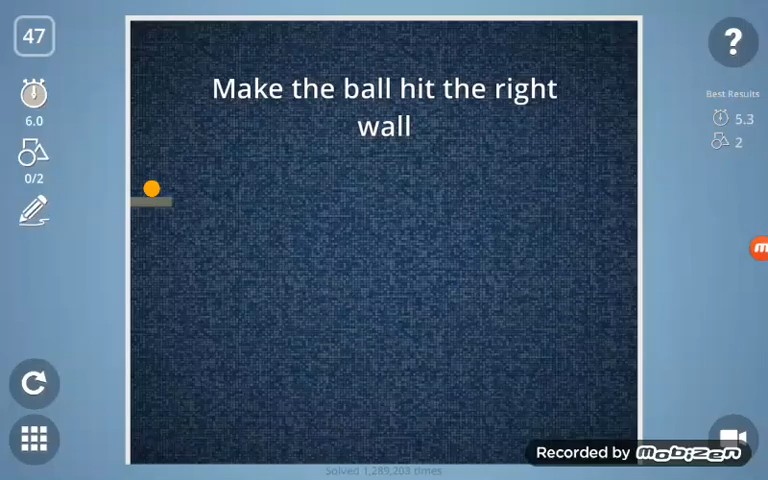 47
Make the ball hit the right
wall
?
Best Results
6.0
5.3
2
0/2
m
Recorded by mobizen
Solved 1,289,203 times